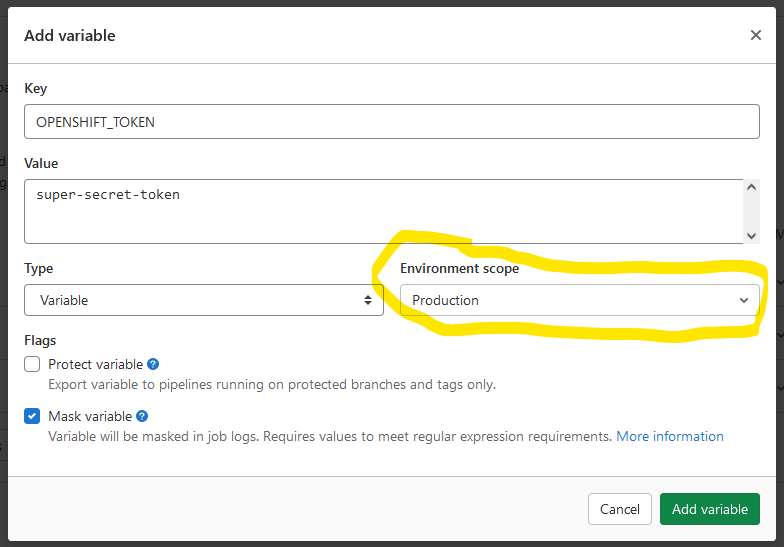 Add variable
Key
OPENSHIFT_TOKEN
Value
super-secret-token
Type
Environment scope
Variable
Production
Flags
Protect variable
Export variable to pipelines running on protected branches and tags only.
Mask variable
Variable will be masked in job logs. Requires values to meet regular expression requirements. More information
Cancel
Add variable